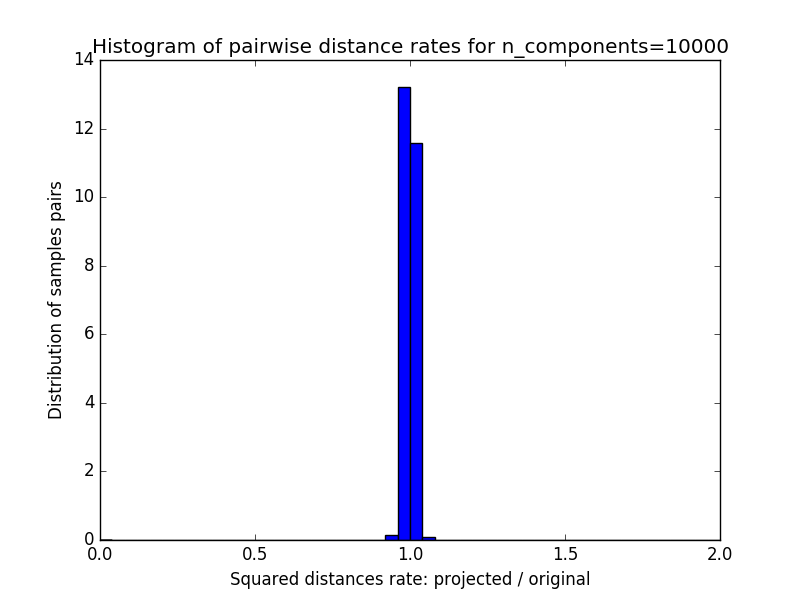 Histogram of pairwise distance rates for n_components=10000
14
12
10
8
6
4
2
0
Distribution of samples pairs
0.0 0.5 1.0 1.5 2.0
Squared distances rate: projected / original